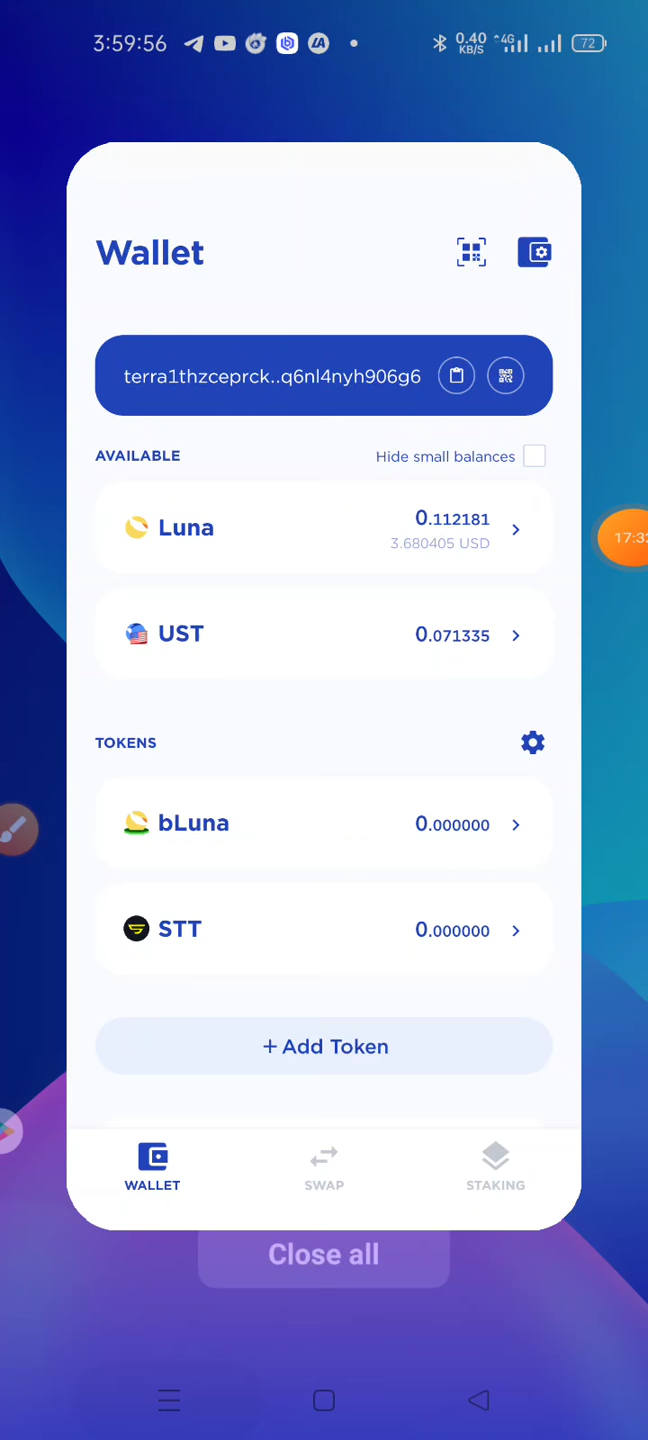 3:59:56
0.40 KB/S 4G 72
Wallet
terra1thzceprck..q6nl4nyh906g6
AVAILABLE
Hide small balances
Luna
0.112181
3.680405 USD
UST
0.071335
17:32
TOKENS
bLuna
0.000000
STT
0.000000
+ Add Token
WALLET
SWAP
STAKING
Close all